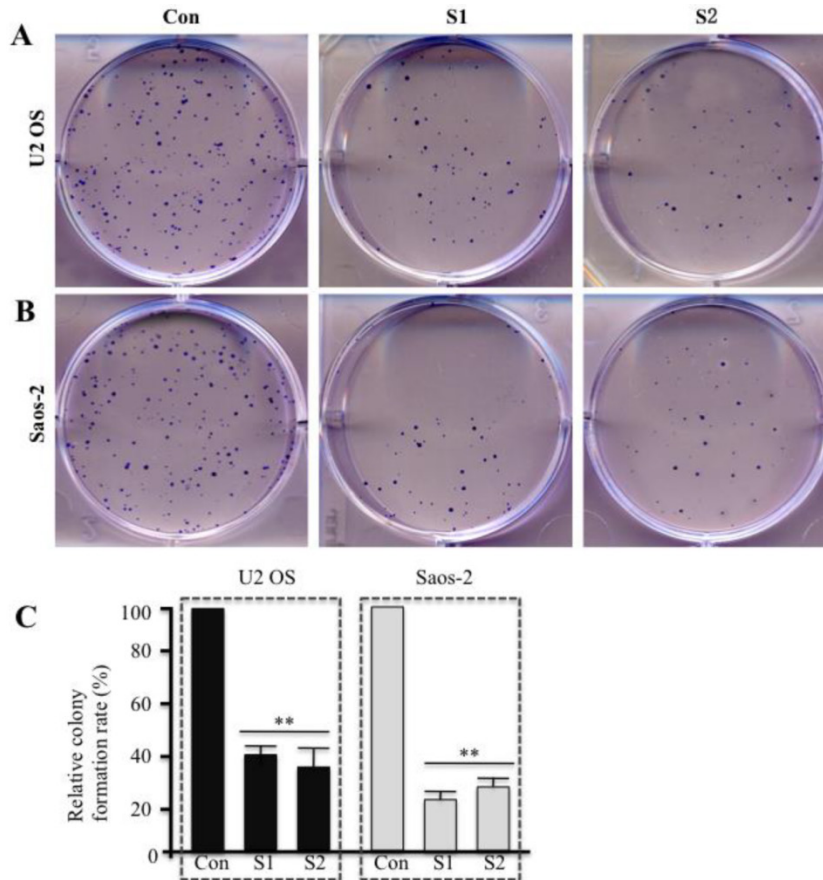 Con S1 S2
A
U2 OS
B
Saos-2
C
U2 OS Saos-2
Relative colony
formation rate (%)
100
80
60
40
20
0
**
**
Con S1 S2 Con S1 S2